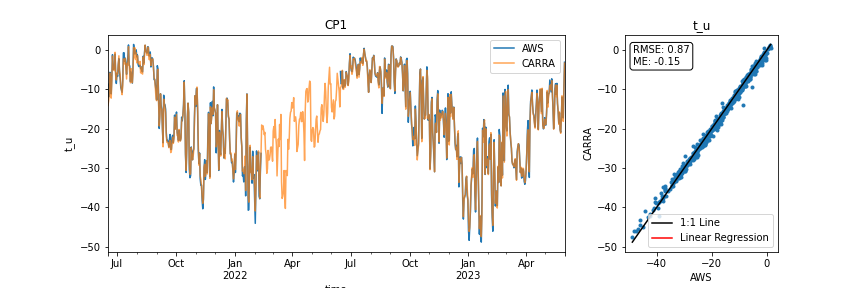 CP1
t_u
0
−10
−20
−30
−40
−50
Jul
Oct
Jan
2022
Apr
Jul
Oct
Jan
2023
Apr
time
AWS
CARRA
t_u
CARRA
0
−10
−20
−30
−40
−50
RMSE: 0.87
ME: -0.15
1:1 Line
Linear Regression
−40
−20
0
AWS